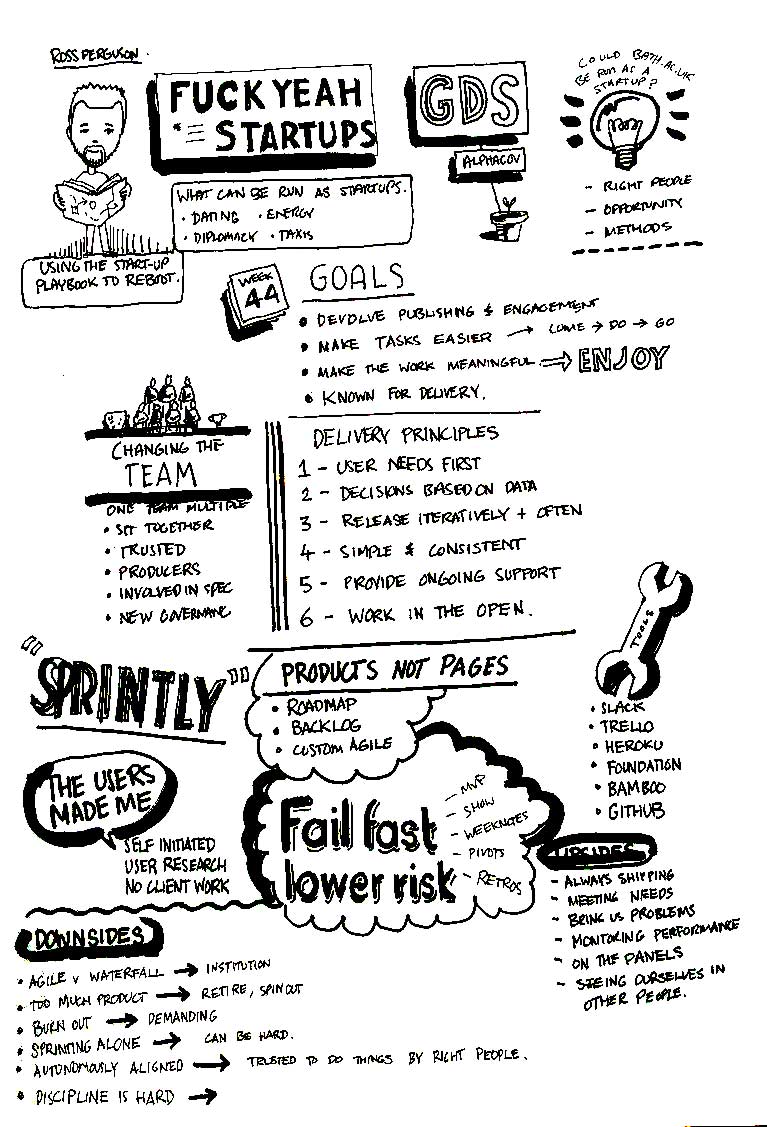 ROSS FERGUSON.
FUCK YEAH
STARTUPS
GDS
ALPHAGOV
COULD BATH.AC.UK
BE RUN AS A
STARTUP?
- RIGHT PEOPLE
- OPPORTUNITY
- METHODS
WHAT CAN BE RUN AS STARTUPS.
• DATING • ENERGY
• DIPLOMACY • TAXIS
USING THE START-UP
PLAYBOOK TO REBOOT.
WEEK
44
GOALS
• DEVOLVE PUBLISHING & ENGAGEMENT
• MAKE TASKS EASIER → COME → DO → GO
• MAKE THE WORK MEANINGFUL ⇒ ENJOY
• KNOWN FOR DELIVERY.
CHANGING THE
TEAM
ONE TEAM MULTIPLE
• SIT TOGETHER
• TRUSTED
• PRODUCERS
• INVOLVED IN SPEC
• NEW GOVERNANC
DELIVERY PRINCIPLES
1 - USER NEEDS FIRST
2 - DECISIONS BASED ON DATA
3 - RELEASE ITERATIVELY + OFTEN
4 - SIMPLE & CONSISTENT
5 - PROVIDE ONGOING SUPPORT
6 - WORK IN THE OPEN.
TOOLS
• SLACK
• TRELLO
• HEROKU
• FOUNDATION
• BAMBOO
• GITHUB
"SPRINTLY"
PRODUCTS NOT PAGES
• ROADMAP
• BACKLOG
• CUSTOM AGILE
THE USERS
MADE ME
SELF INITIATED
USER RESEARCH
NO CLIENT WORK
Fail fast
lower risk
- MVP
- SHOW
- WEEKNOTES
- PIVOTS
- RETROS
UPSIDES
- ALWAYS SHIPPING
- MEETING NEEDS
- BRING US PROBLEMS
- MONITORING PERFORMANCE
- ON THE PANELS
- SEEING OURSELVES IN
OTHER PEOPLE.
DOWNSIDES
• AGILE V WATERFALL → INSTITUTION
• TOO MUCH PRODUCT → RETIRE, SPIN OUT
• BURN OUT → DEMANDING
• SPRINTING ALONE → CAN BE HARD.
• AUTONOMOUSLY ALIGNED → TRUSTED TO DO THINGS BY RIGHT PEOPLE.
• DISCIPLINE IS HARD →